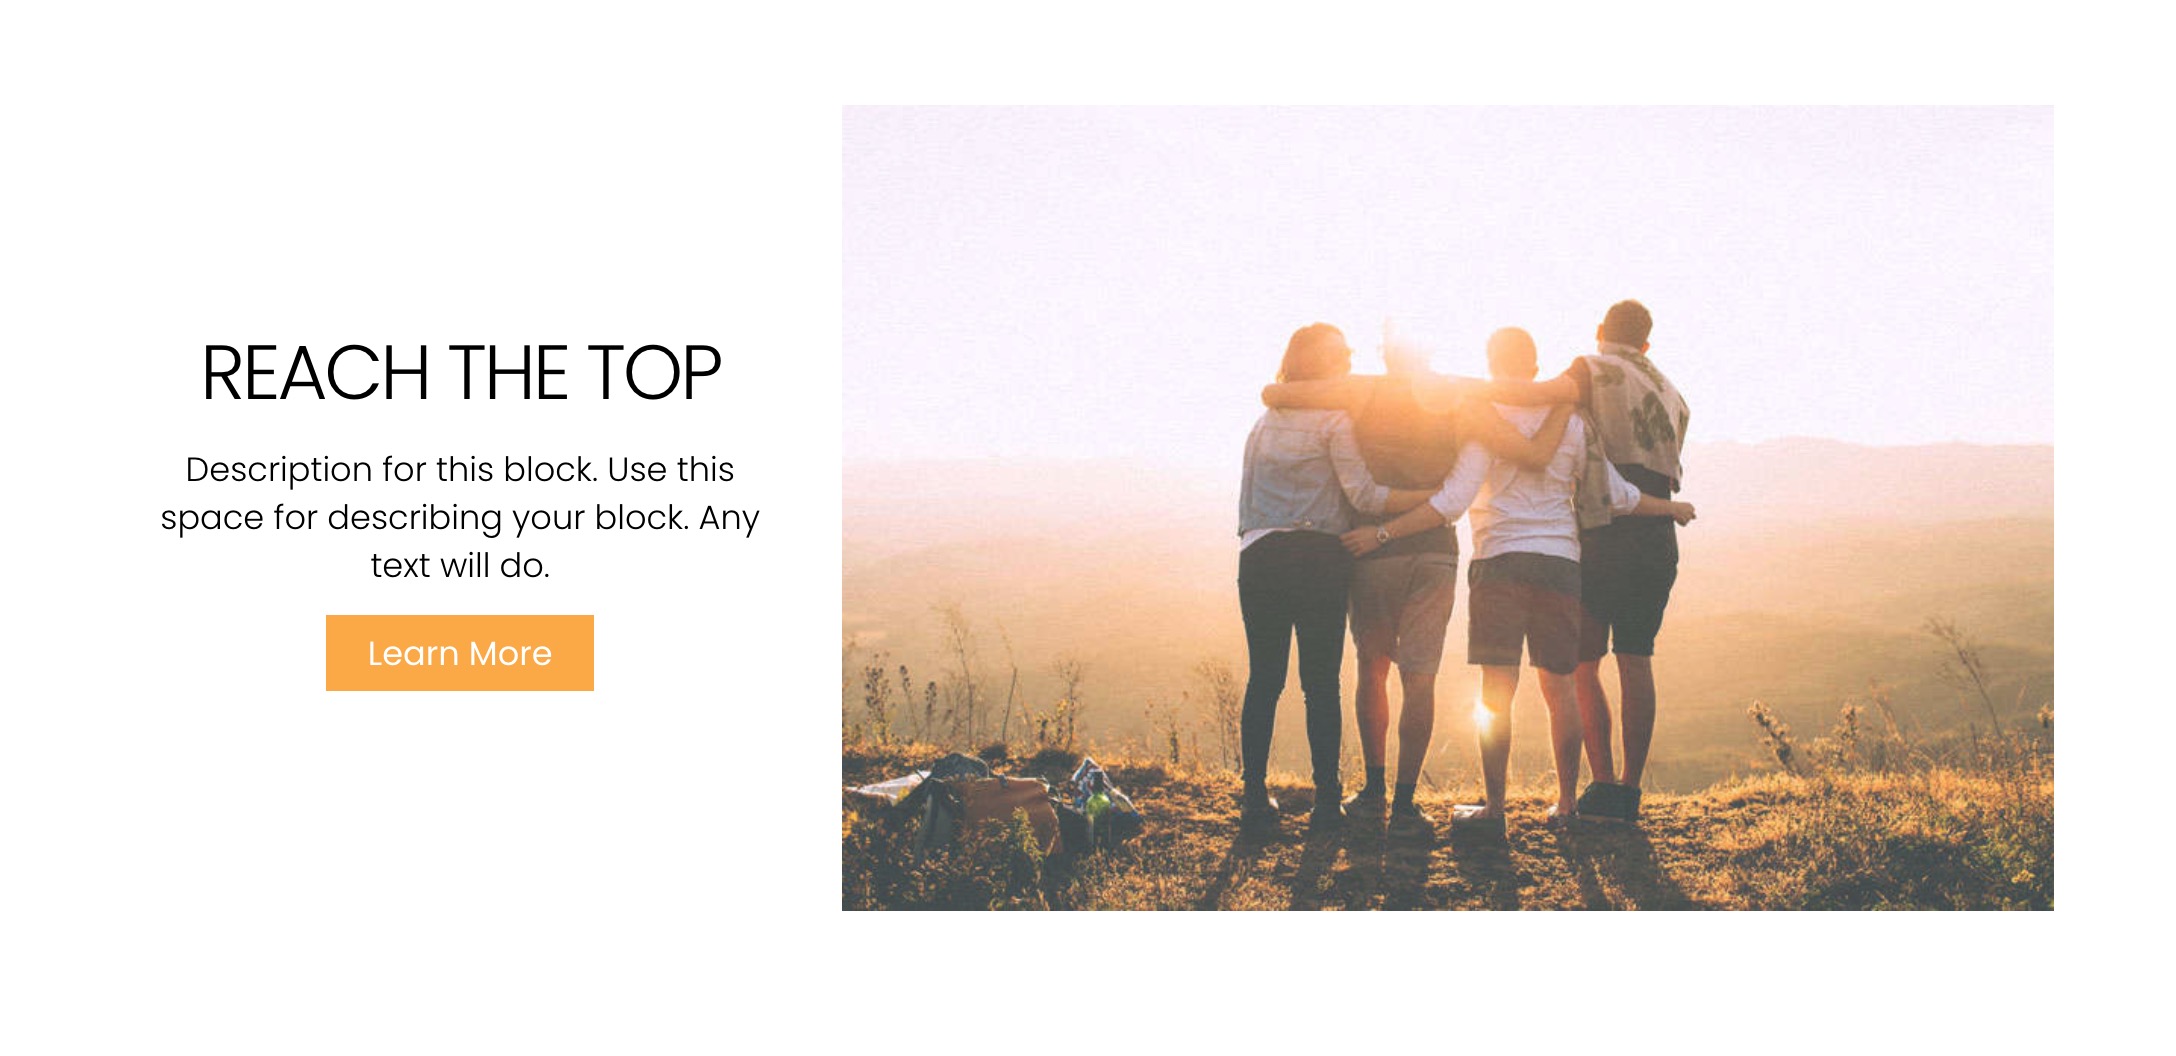 REACH THE TOP
Description for this block. Use this
space for describing your block. Any
text will do.
Learn More